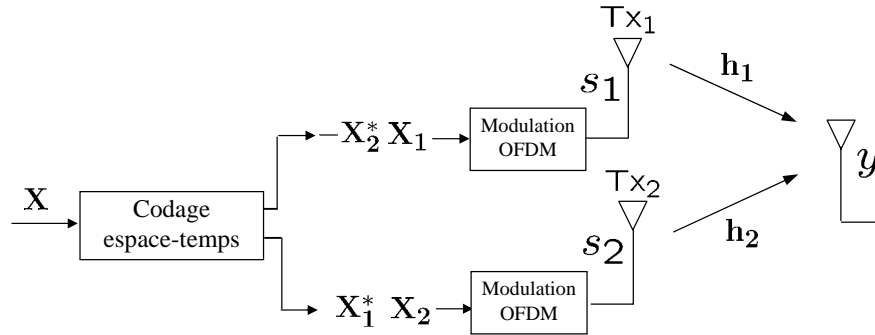 Tx₁
h₁
s₁
−X₂* X₁
Modulation
OFDM
y
X
Codage
espace-temps
Tx₂
s₂
h₂
X₁* X₂
Modulation
OFDM